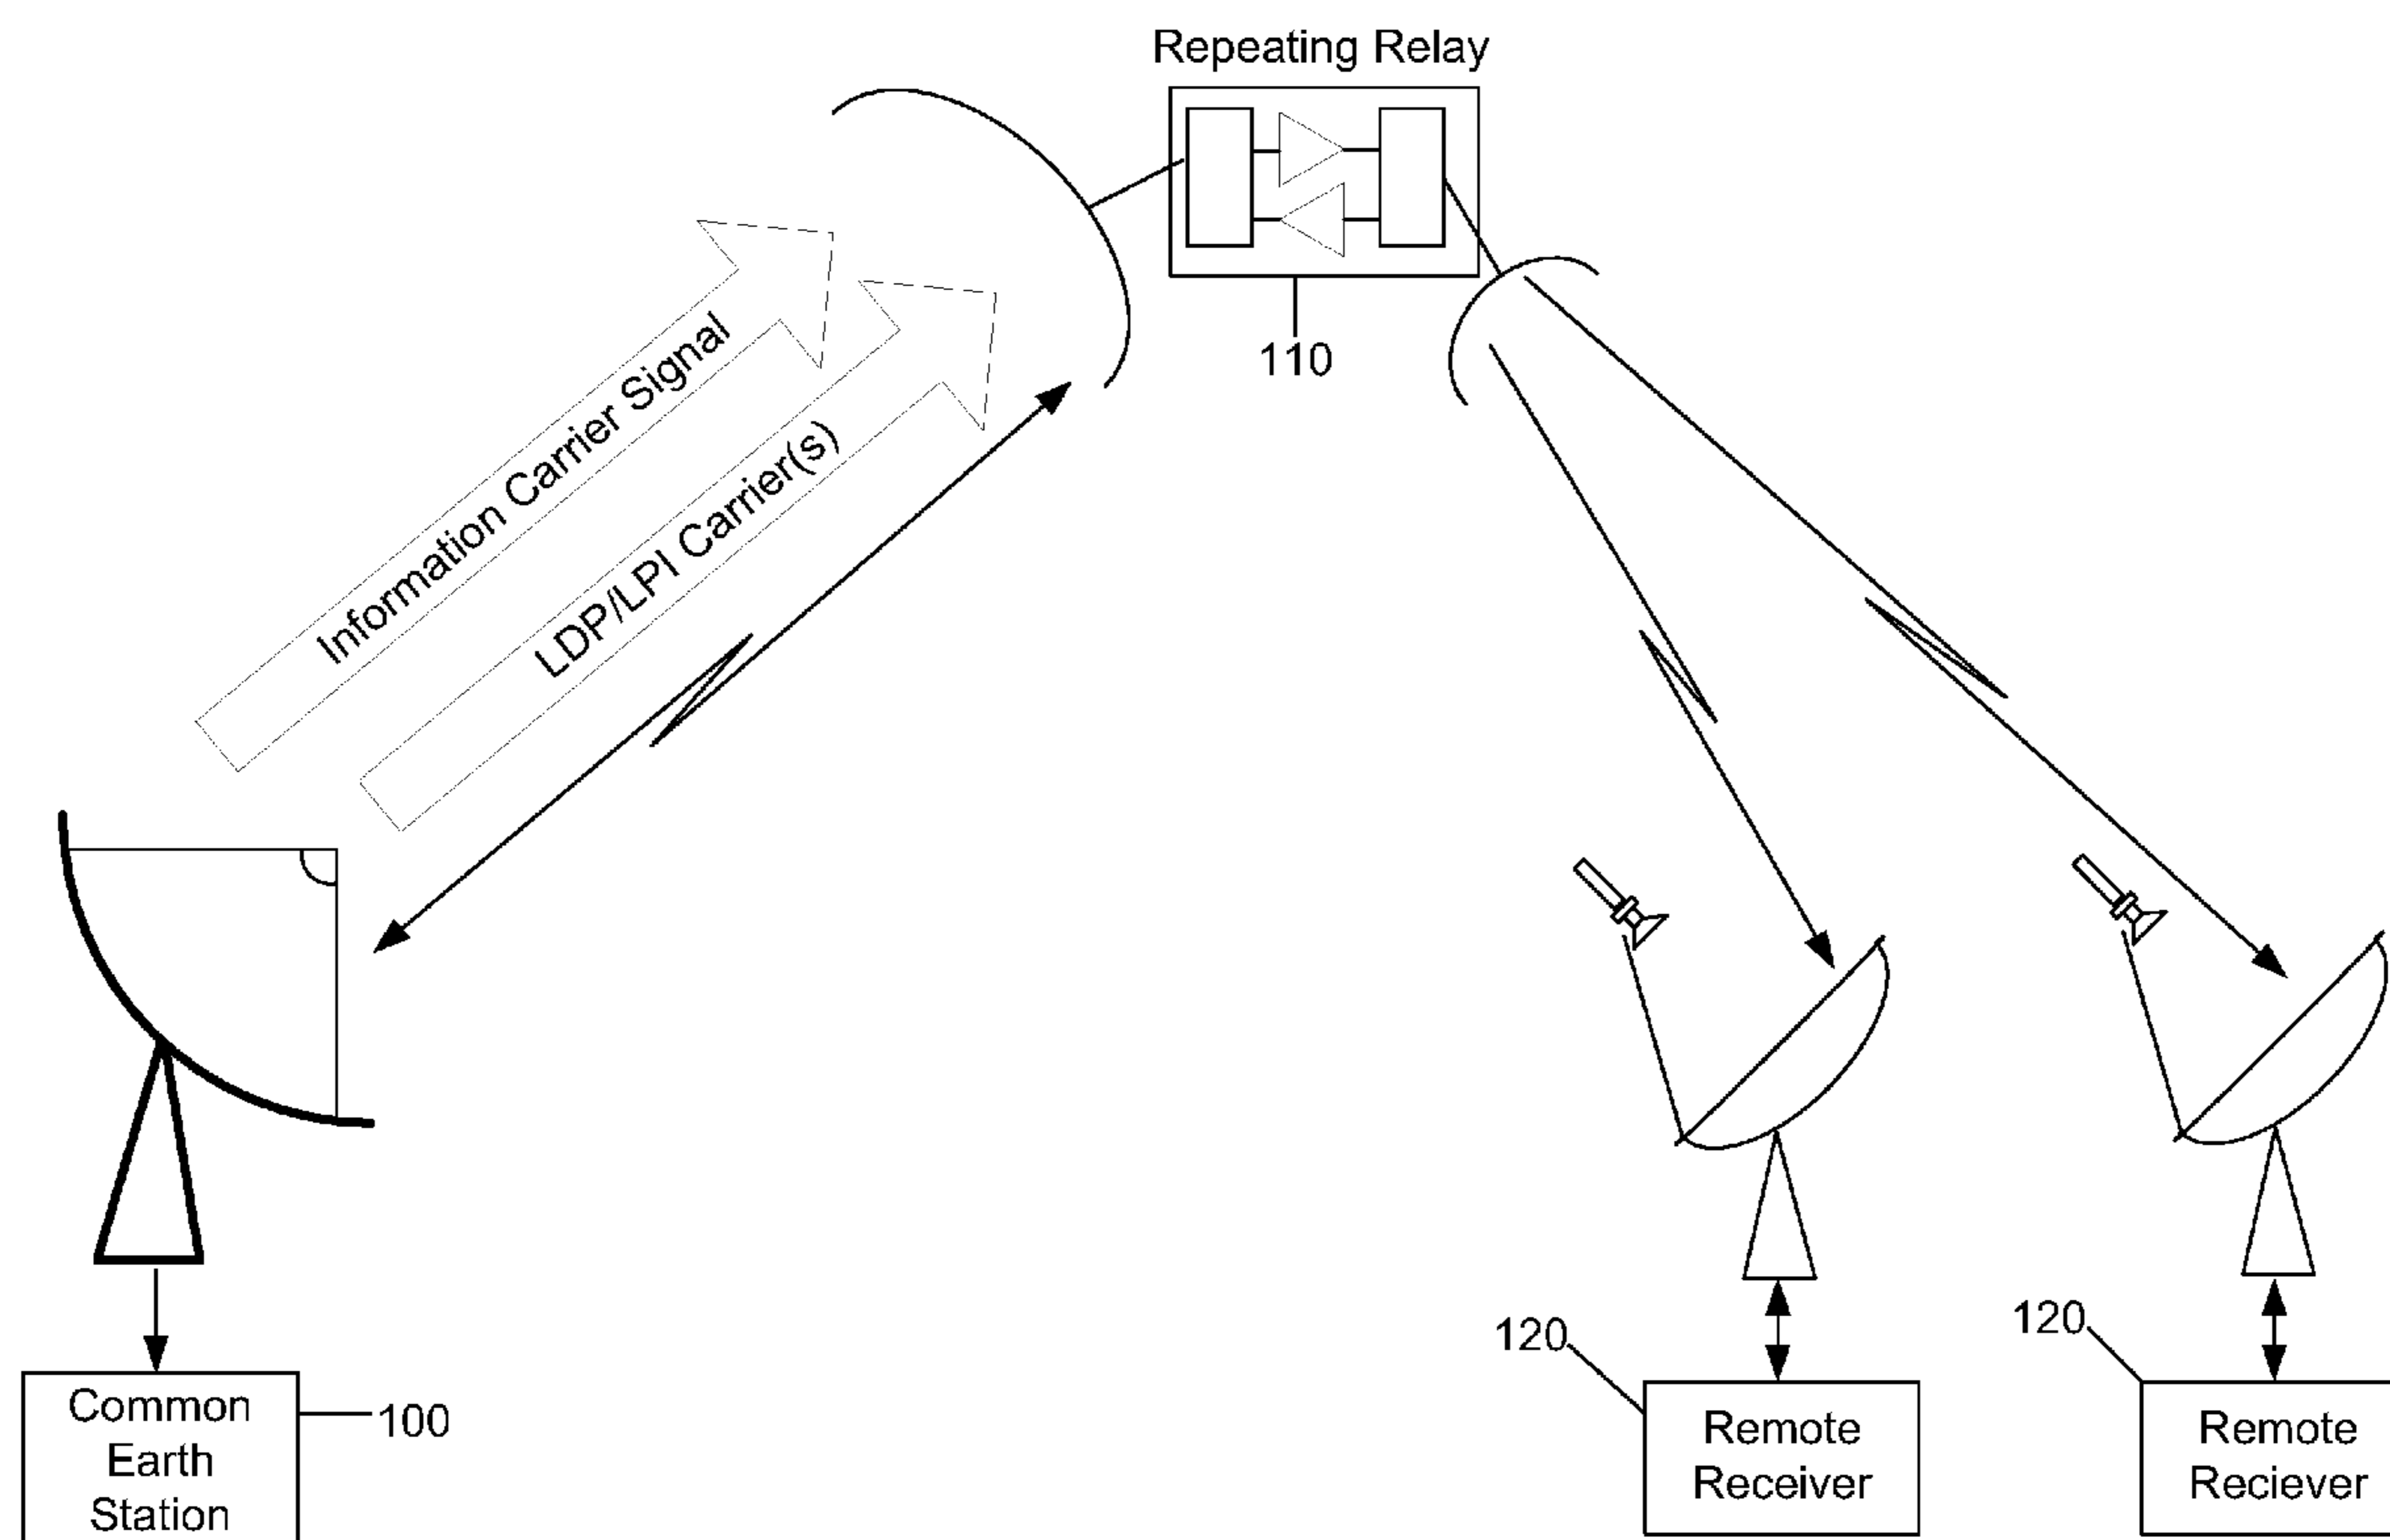 Repeating Relay
110
Information Carrier Signal
LDP/LPI Carrier(s)
120
120
Common
Earth
Station
100
Remote
Receiver
Remote
Reciever